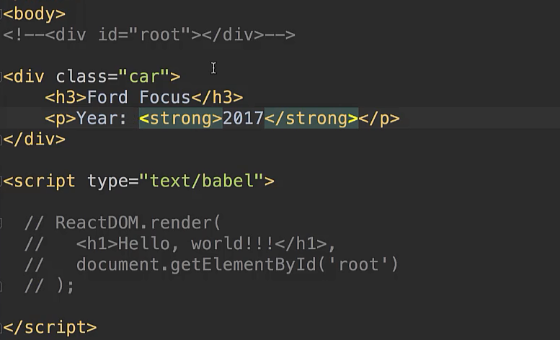 <body>
<!--<div id="root"></div>-->
<div class="car">
<h3>Ford Focus</h3>
<p>Year: <strong>2017</strong></p>
</div>
<script type="text/babel">
// ReactDOM.render(
//   <h1>Hello, world!!!</h1>,
//   document.getElementById('root')
// );
</script>